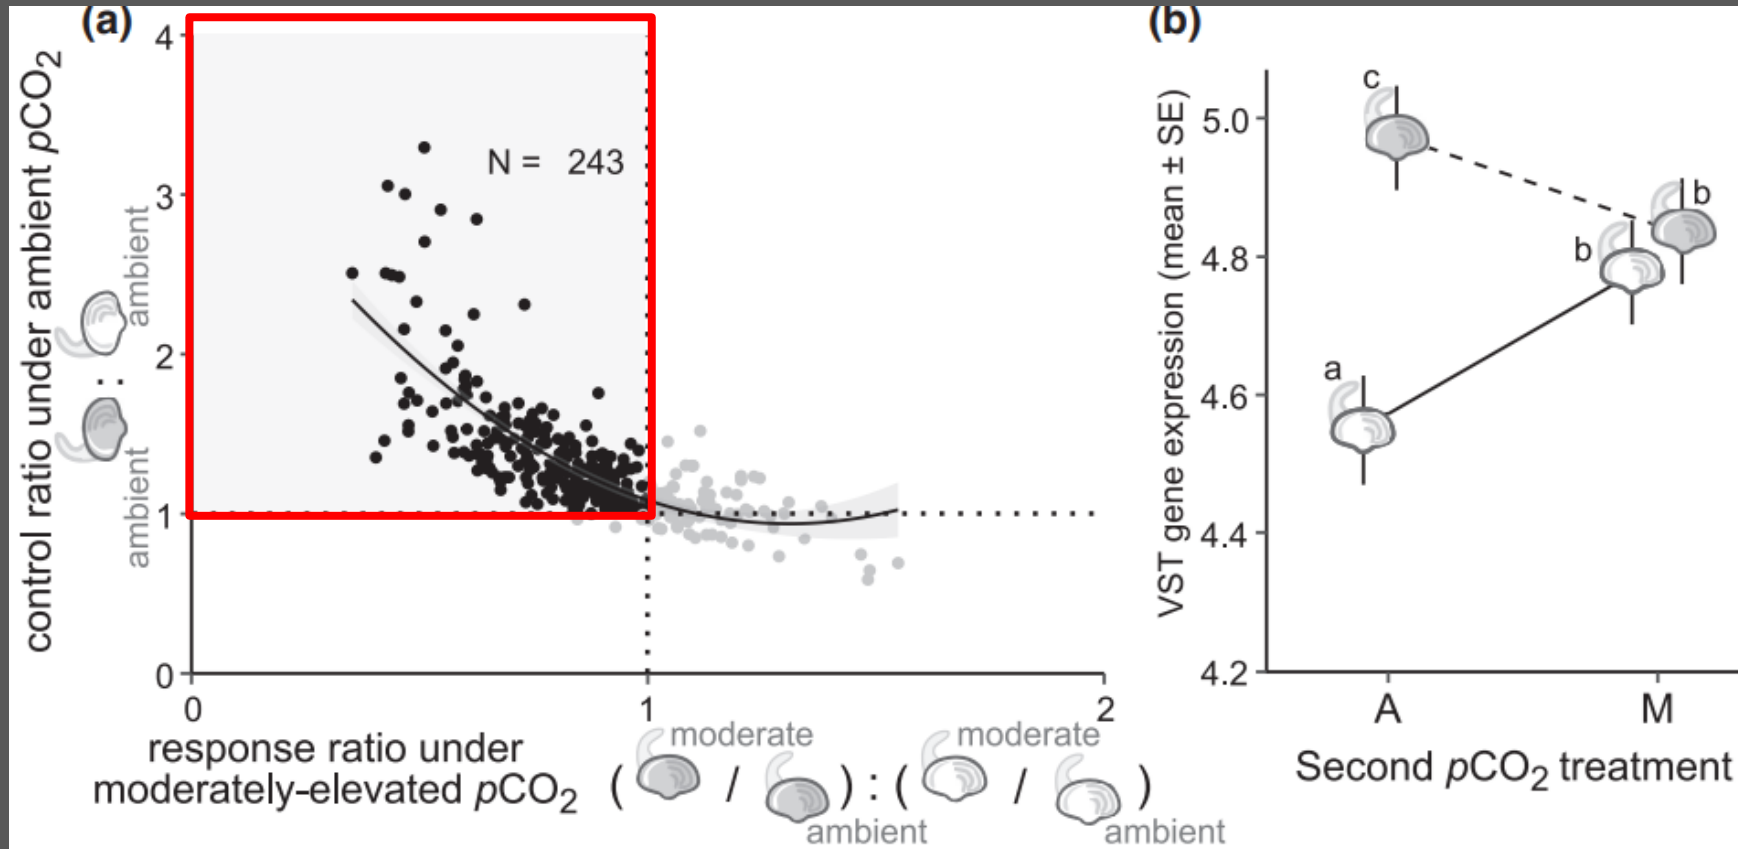 (a)
control ratio under ambient pCO2
ambient
:
ambient
4
3
2
1
0
N = 243
0 1 2
response ratio under
moderately-elevated pCO2
moderate moderate
( / ) : ( / )
ambient ambient
(b)
VST gene expression (mean ± SE)
5.0
4.8
4.6
4.4
4.2
c
b
b
a
A M
Second pCO2 treatment